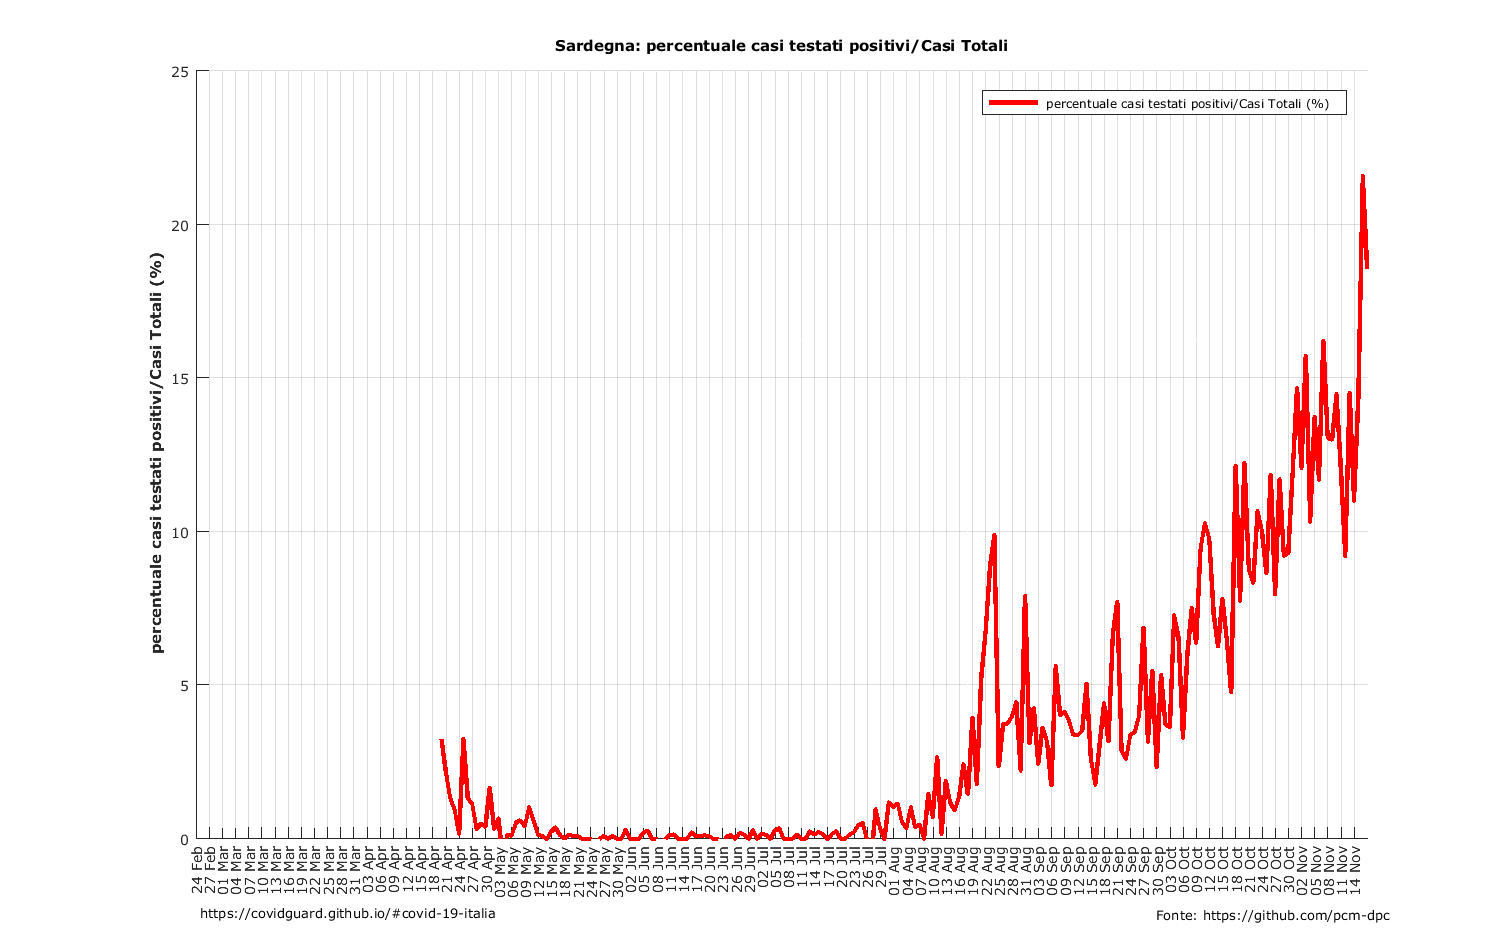 Sardegna: percentuale casi testati positivi/Casi Totali
percentuale casi testati positivi/Casi Totali (%)
percentuale casi testati positivi/Casi Totali (%)
25
20
15
10
5
0
24 Feb
27 Feb
01 Mar
04 Mar
07 Mar
10 Mar
13 Mar
16 Mar
19 Mar
22 Mar
25 Mar
28 Mar
31 Mar
03 Apr
06 Apr
09 Apr
12 Apr
15 Apr
18 Apr
21 Apr
24 Apr
27 Apr
30 Apr
03 May
06 May
09 May
12 May
15 May
18 May
21 May
24 May
27 May
30 May
02 Jun
05 Jun
08 Jun
11 Jun
14 Jun
17 Jun
20 Jun
23 Jun
26 Jun
29 Jun
02 Jul
05 Jul
08 Jul
11 Jul
14 Jul
17 Jul
20 Jul
23 Jul
26 Jul
29 Jul
01 Aug
04 Aug
07 Aug
10 Aug
13 Aug
16 Aug
19 Aug
22 Aug
25 Aug
28 Aug
31 Aug
03 Sep
06 Sep
09 Sep
12 Sep
15 Sep
18 Sep
21 Sep
24 Sep
27 Sep
30 Sep
03 Oct
06 Oct
09 Oct
12 Oct
15 Oct
18 Oct
21 Oct
24 Oct
27 Oct
30 Oct
02 Nov
05 Nov
08 Nov
11 Nov
14 Nov
https://covidguard.github.io/#covid-19-italia
Fonte: https://github.com/pcm-dpc